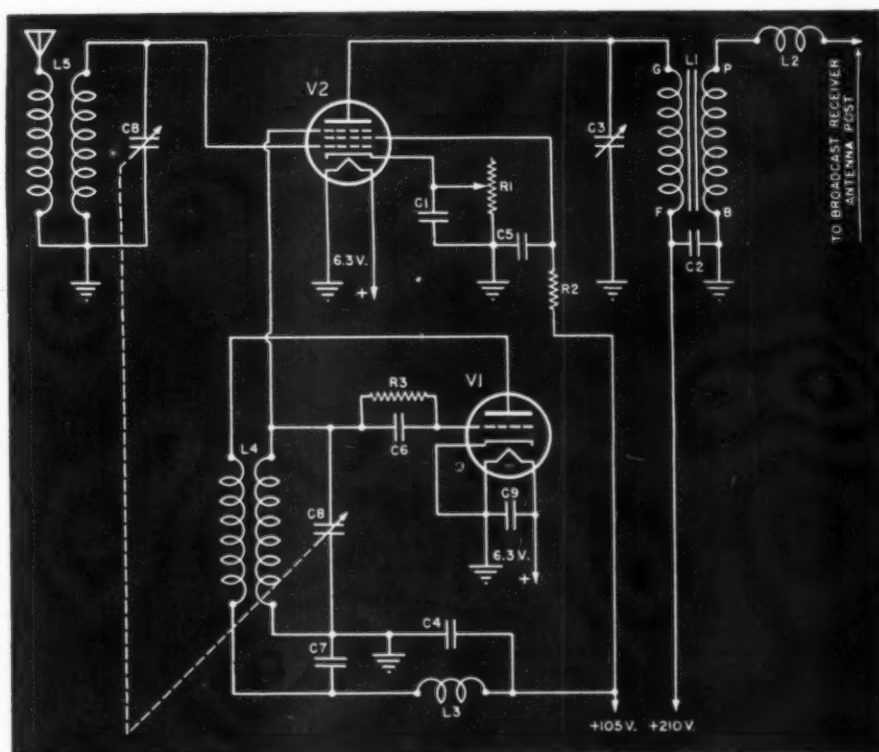 L5
C8
V2
C1
R1
C5
6.3 V.
+
R2
C3
G
L1
P
F
B
C2
L2
TO BROADCAST RECEIVER
ANTENNA POST
R3
C6
V1
L4
C8
C9
6.3 V.
+
C4
C7
L3
+105 V.
+210 V.